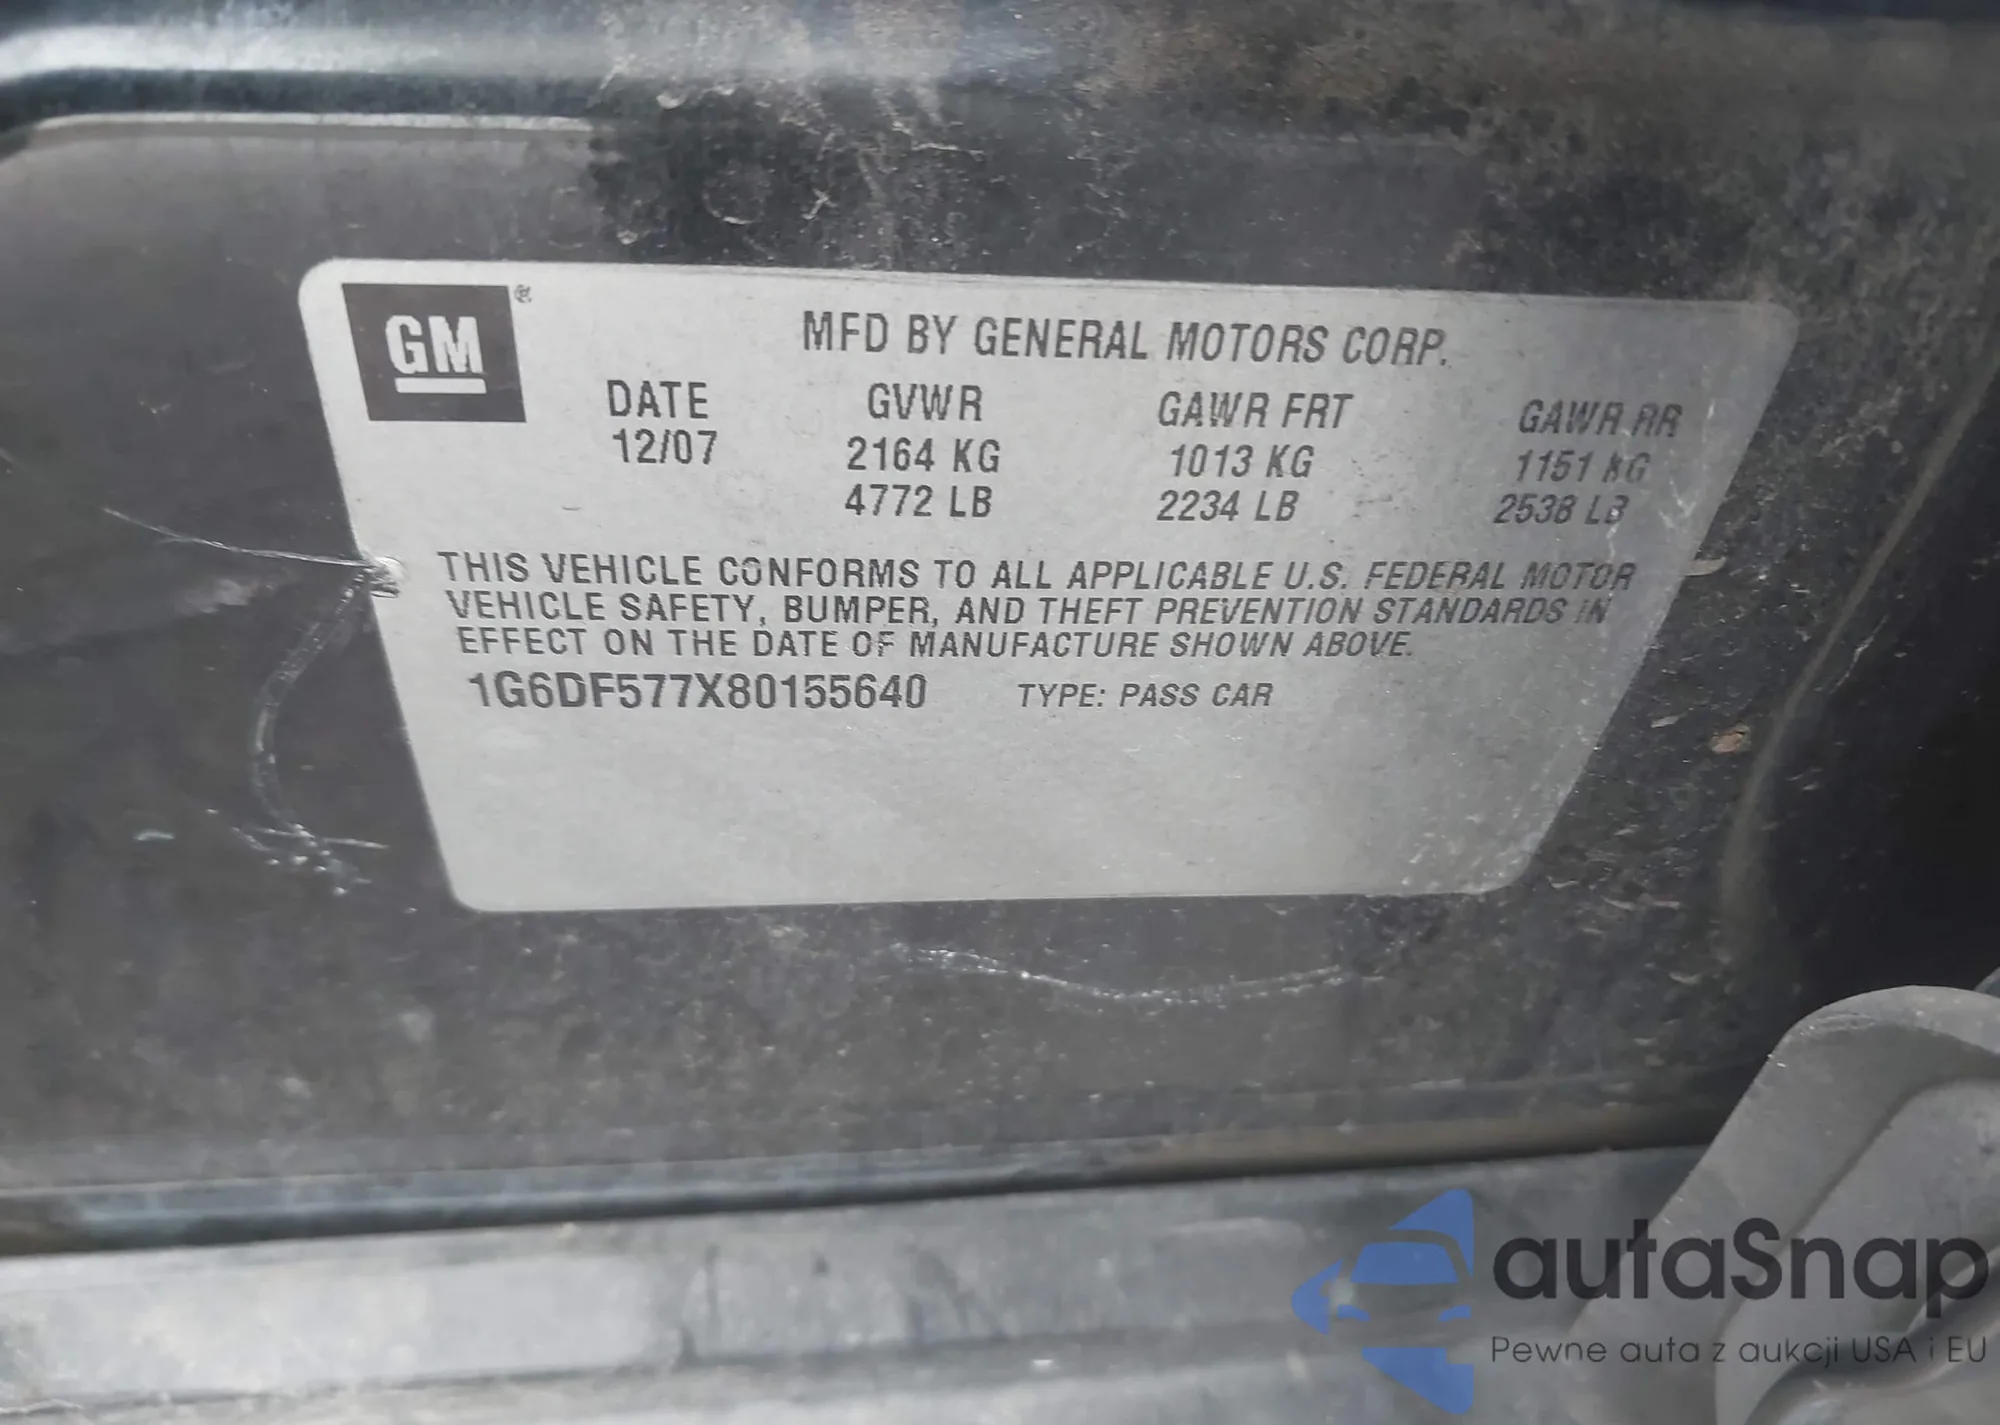 GM ®
MFD BY GENERAL MOTORS CORP.
DATE GVWR GAWR FRT GAWR RR
12/07 2164 KG 1013 KG 1151 KG
4772 LB 2234 LB 2538 LB
THIS VEHICLE CONFORMS TO ALL APPLICABLE U.S. FEDERAL MOTOR
VEHICLE SAFETY, BUMPER, AND THEFT PREVENTION STANDARDS IN
EFFECT ON THE DATE OF MANUFACTURE SHOWN ABOVE.
1G6DF577X80155640 TYPE: PASS CAR
autaSnap
Pewne auta z aukcji USA i EU